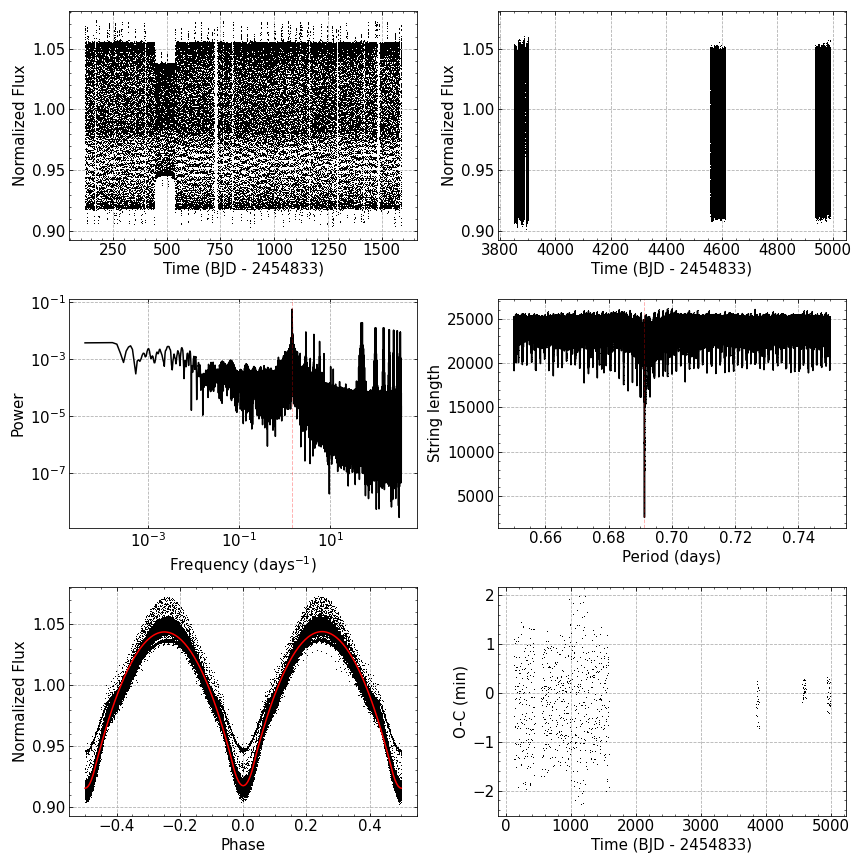 1.05
1.00
0.95
0.90
Normalized Flux
250 500 750 1000 1250 1500
Time (BJD - 2454833)
1.05
1.00
0.95
0.90
Normalized Flux
3800 4000 4200 4400 4600 4800 5000
Time (BJD - 2454833)
10⁻¹
10⁻³
10⁻⁵
10⁻⁷
Power
10⁻³ 10⁻¹ 10¹
Frequency (days⁻¹)
25000
20000
15000
10000
5000
String length
0.66 0.68 0.70 0.72 0.74
Period (days)
1.05
1.00
0.95
0.90
Normalized Flux
−0.4 −0.2 0.0 0.2 0.4
Phase
2
1
0
−1
−2
O-C (min)
0 1000 2000 3000 4000 5000
Time (BJD - 2454833)